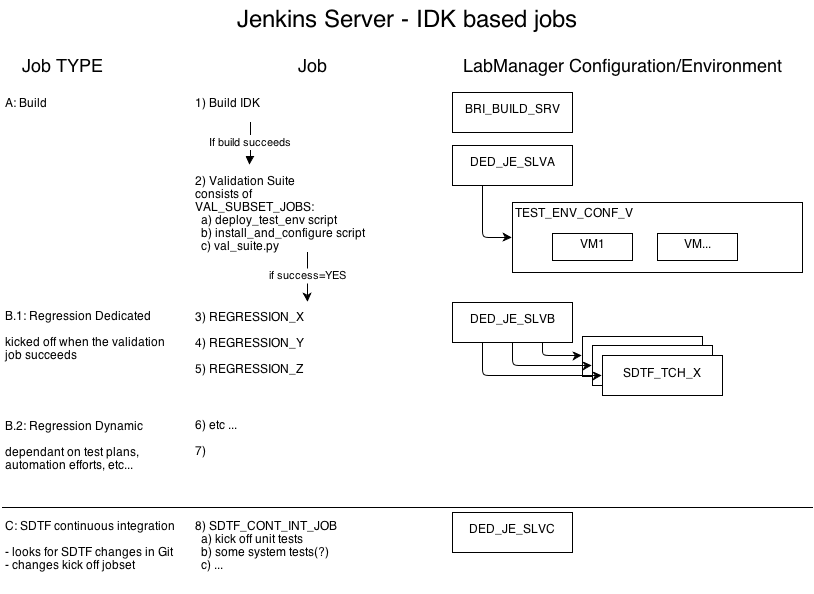 Jenkins Server - IDK based jobs
Job TYPE
Job
LabManager Configuration/Environment
A: Build
1) Build IDK
BRI_BUILD_SRV
If build succeeds
DED_JE_SLVA
2) Validation Suite
consists of
VAL_SUBSET_JOBS:
a) deploy_test_env script
b) install_and_configure script
c) val_suite.py
TEST_ENV_CONF_V
VM1
VM...
if success=YES
B.1: Regression Dedicated
kicked off when the validation
job succeeds
3) REGRESSION_X
4) REGRESSION_Y
5) REGRESSION_Z
DED_JE_SLVB
SDTF_TCH_X
B.2: Regression Dynamic
dependant on test plans,
automation efforts, etc...
6) etc ...
7)
C: SDTF continuous integration
- looks for SDTF changes in Git
- changes kick off jobset
8) SDTF_CONT_INT_JOB
a) kick off unit tests
b) some system tests(?)
c) ...
DED_JE_SLVC